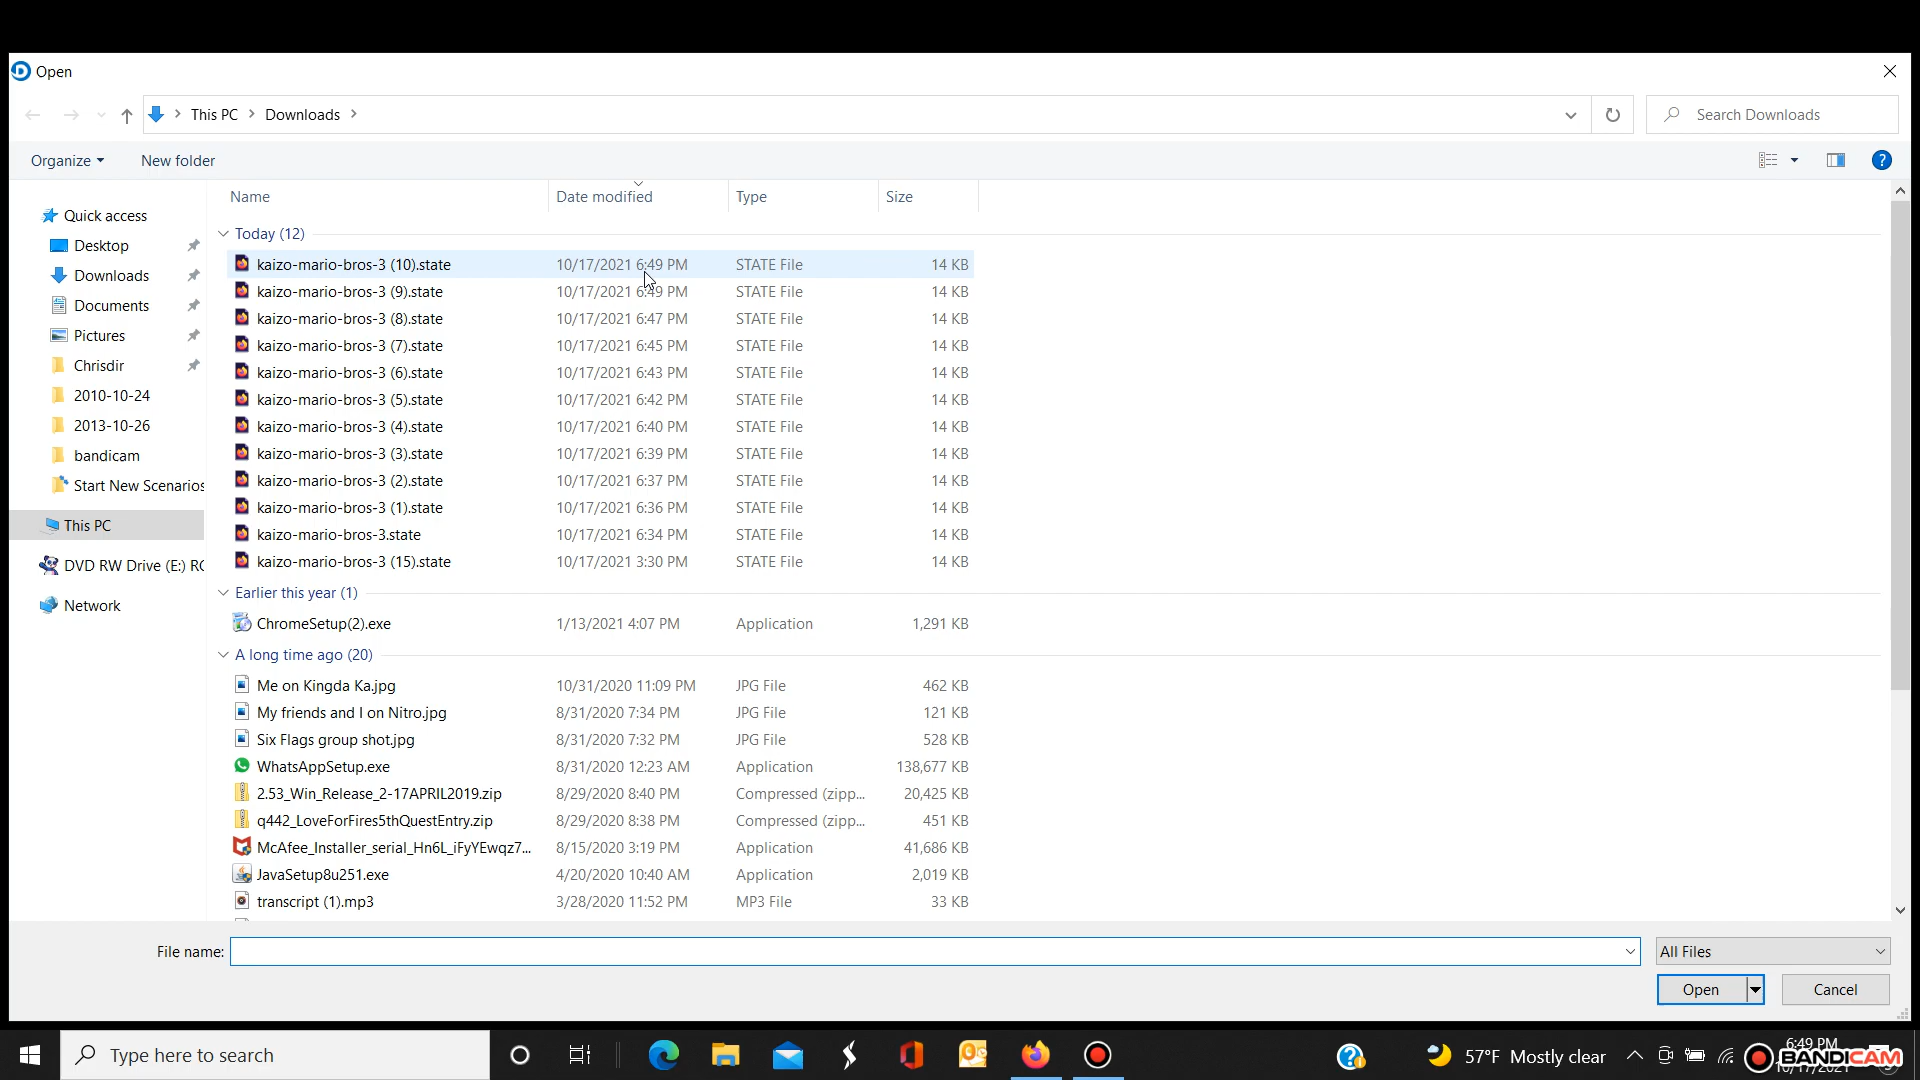 Open
This PC > Downloads >
Search Downloads
Organize
New folder
Name
Date modified
Type
Size
Quick access
Desktop
Downloads
Documents
Pictures
Chrisdir
2010-10-24
2013-10-26
bandicam
Start New Scenarios
This PC
DVD RW Drive (E:) RC
Network
Today (12)
kaizo-mario-bros-3 (10).state 10/17/2021 6:49 PM STATE File 14 KB
kaizo-mario-bros-3 (9).state 10/17/2021 6:49 PM STATE File 14 KB
kaizo-mario-bros-3 (8).state 10/17/2021 6:47 PM STATE File 14 KB
kaizo-mario-bros-3 (7).state 10/17/2021 6:45 PM STATE File 14 KB
kaizo-mario-bros-3 (6).state 10/17/2021 6:43 PM STATE File 14 KB
kaizo-mario-bros-3 (5).state 10/17/2021 6:42 PM STATE File 14 KB
kaizo-mario-bros-3 (4).state 10/17/2021 6:40 PM STATE File 14 KB
kaizo-mario-bros-3 (3).state 10/17/2021 6:39 PM STATE File 14 KB
kaizo-mario-bros-3 (2).state 10/17/2021 6:37 PM STATE File 14 KB
kaizo-mario-bros-3 (1).state 10/17/2021 6:36 PM STATE File 14 KB
kaizo-mario-bros-3.state 10/17/2021 6:34 PM STATE File 14 KB
kaizo-mario-bros-3 (15).state 10/17/2021 3:30 PM STATE File 14 KB
Earlier this year (1)
ChromeSetup(2).exe 1/13/2021 4:07 PM Application 1,291 KB
A long time ago (20)
Me on Kingda Ka.jpg 10/31/2020 11:09 PM JPG File 462 KB
My friends and I on Nitro.jpg 8/31/2020 7:34 PM JPG File 121 KB
Six Flags group shot.jpg 8/31/2020 7:32 PM JPG File 528 KB
WhatsAppSetup.exe 8/31/2020 12:23 AM Application 138,677 KB
2.53_Win_Release_2-17APRIL2019.zip 8/29/2020 8:40 PM Compressed (zipp... 20,425 KB
q442_LoveForFires5thQuestEntry.zip 8/29/2020 8:38 PM Compressed (zipp... 451 KB
McAfee_Installer_serial_Hn6L_iFyYEwqz7... 8/15/2020 3:19 PM Application 41,686 KB
JavaSetup8u251.exe 4/20/2020 10:40 AM Application 2,019 KB
transcript (1).mp3 3/28/2020 11:52 PM MP3 File 33 KB
File name:
All Files
Open
Cancel
Type here to search
57°F Mostly clear
6:49 PM
10/17/2021
BANDICAM